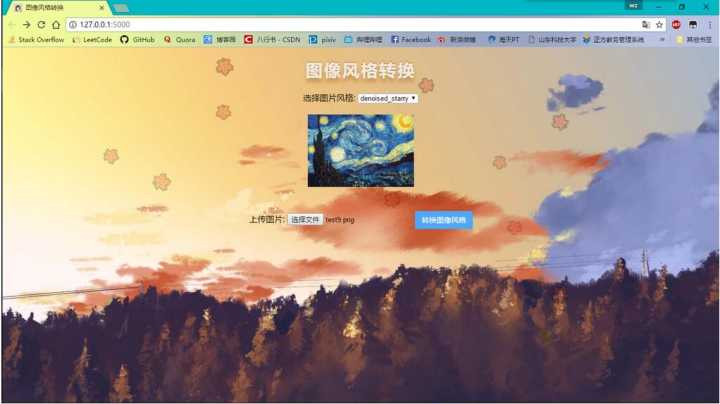 图像风格转换
WZ
127.0.0.1:5000
Stack Overflow LeetCode GitHub Quora 博客园 八行书 - CSDN pixiv 哔哩哔哩 Facebook 新浪微博 海天PT 山东科技大学 正方教务管理系统 » 其他书签
图像风格转换
选择图片风格: denoised_starry
上传图片: 选择文件 test9.png 转换图像风格